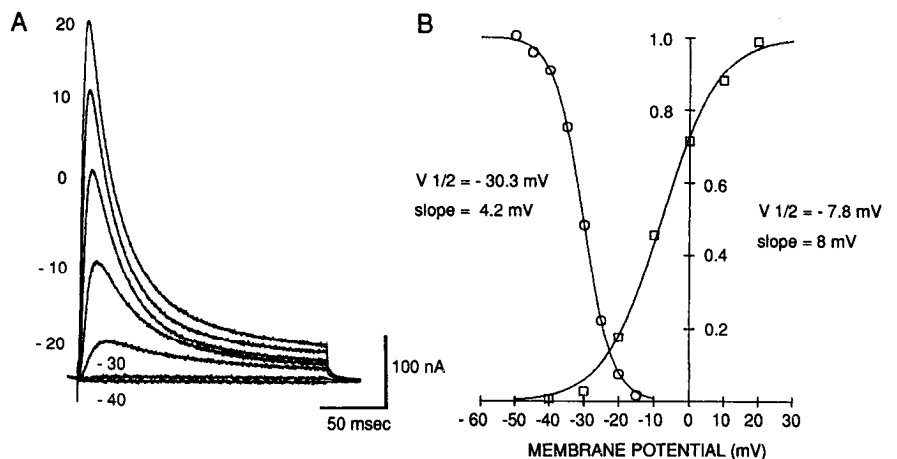 A
20
10
0
- 10
- 20
- 30
- 40
100 nA
50 msec
B
1.0
0.8
0.6
0.4
0.2
V 1/2 = - 30.3 mV
slope = 4.2 mV
V 1/2 = - 7.8 mV
slope = 8 mV
- 60 - 50 - 40 - 30 - 20 - 10 0 10 20 30
MEMBRANE POTENTIAL (mV)